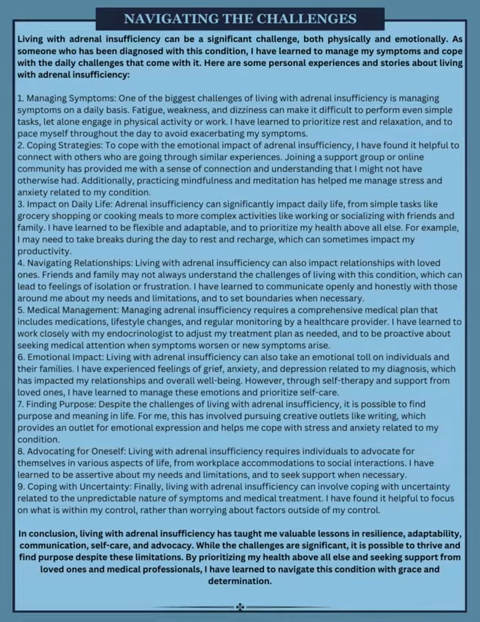 NAVIGATING THE CHALLENGES
Living with adrenal insufficiency can be a significant challenge, both physically and emotionally. As
someone who has been diagnosed with this condition, I have learned to manage my symptoms and cope
with the daily challenges that come with it. Here are some personal experiences and stories about living
with adrenal insufficiency:
1. Managing Symptoms: One of the biggest challenges of living with adrenal insufficiency is managing
symptoms on a daily basis. Fatigue, weakness, and dizziness can make it difficult to perform even simple
tasks, let alone engage in physical activity or work. I have learned to prioritize rest and relaxation, and to
pace myself throughout the day to avoid exacerbating my symptoms.
2. Coping Strategies: To cope with the emotional impact of adrenal insufficiency, I have found it helpful to
connect with others who are going through similar experiences. Joining a support group or online
community has provided me with a sense of connection and understanding that I might not have
otherwise had. Additionally, practicing mindfulness and meditation has helped me manage stress and
anxiety related to my condition.
3. Impact on Daily Life: Adrenal insufficiency can significantly impact daily life, from simple tasks like
grocery shopping or cooking meals to more complex activities like working or socializing with friends and
family. I have learned to be flexible and adaptable, and to prioritize my health above all else. For example,
I may need to take breaks during the day to rest and recharge, which can sometimes impact my
productivity.
4. Navigating Relationships: Living with adrenal insufficiency can also impact relationships with loved
ones. Friends and family may not always understand the challenges of living with this condition, which can
lead to feelings of isolation or frustration. I have learned to communicate openly and honestly with those
around me about my needs and limitations, and to set boundaries when necessary.
5. Medical Management: Managing adrenal insufficiency requires a comprehensive medical plan that
includes medications, lifestyle changes, and regular monitoring by a healthcare provider. I have learned to
work closely with my endocrinologist to adjust my treatment plan as needed, and to be proactive about
seeking medical attention when symptoms worsen or new symptoms arise.
6. Emotional Impact: Living with adrenal insufficiency can also take an emotional toll on individuals and
their families. I have experienced feelings of grief, anxiety, and depression related to my diagnosis, which
has impacted my relationships and overall well-being. However, through self-therapy and support from
loved ones, I have learned to manage these emotions and prioritize self-care.
7. Finding Purpose: Despite the challenges of living with adrenal insufficiency, it is possible to find
purpose and meaning in life. For me, this has involved pursuing creative outlets like writing, which
provides an outlet for emotional expression and helps me cope with stress and anxiety related to my
condition.
8. Advocating for Oneself: Living with adrenal insufficiency requires individuals to advocate for
themselves in various aspects of life, from workplace accommodations to social interactions. I have
learned to be assertive about my needs and limitations, and to seek support when necessary.
9. Coping with Uncertainty: Finally, living with adrenal insufficiency can involve coping with uncertainty
related to the unpredictable nature of symptoms and medical treatment. I have found it helpful to focus
on what is within my control, rather than worrying about factors outside of my control.
In conclusion, living with adrenal insufficiency has taught me valuable lessons in resilience, adaptability,
communication, self-care, and advocacy. While the challenges are significant, it is possible to thrive and
find purpose despite these limitations. By prioritizing my health above all else and seeking support from
loved ones and medical professionals, I have learned to navigate this condition with grace and
determination.